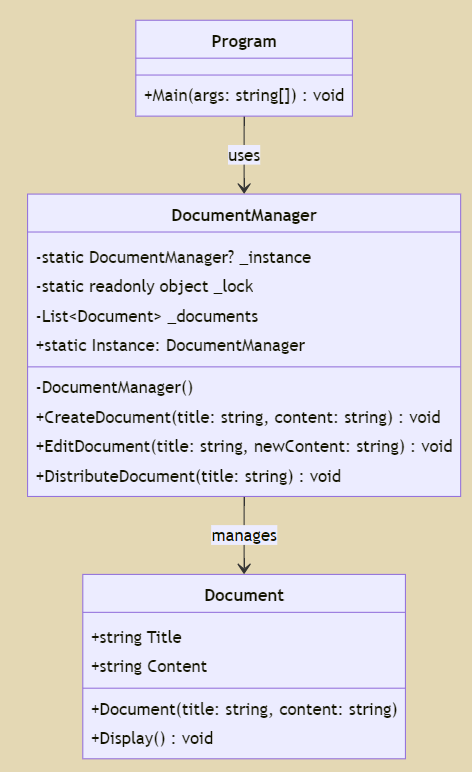 Program
+Main(args: string[]) : void
uses
DocumentManager
-static DocumentManager? _instance
-static readonly object _lock
-List<Document> _documents
+static Instance: DocumentManager
-DocumentManager()
+CreateDocument(title: string, content: string) : void
+EditDocument(title: string, newContent: string) : void
+DistributeDocument(title: string) : void
manages
Document
+string Title
+string Content
+Document(title: string, content: string)
+Display() : void